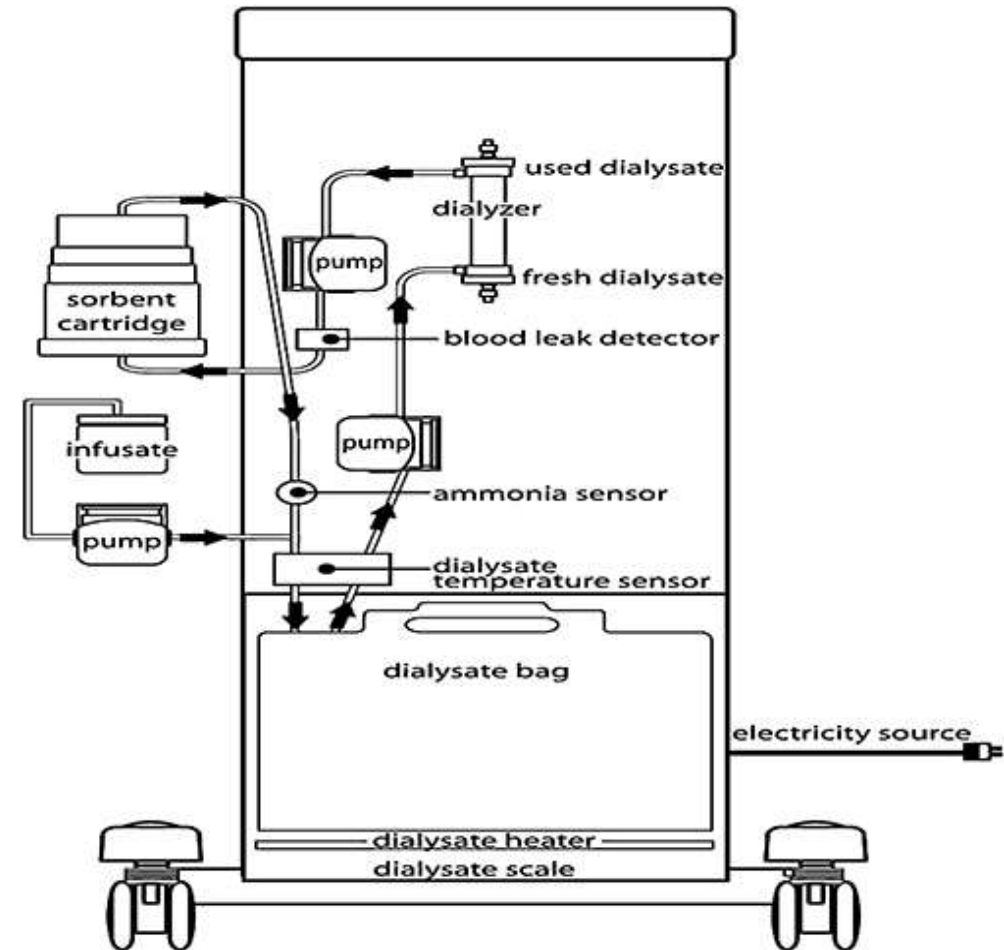 used dialysate
dialyzer
pump
fresh dialysate
sorbent
cartridge
blood leak detector
pump
infusate
ammonia sensor
pump
dialysate
temperature sensor
dialysate bag
electricity source
dialysate heater
dialysate scale